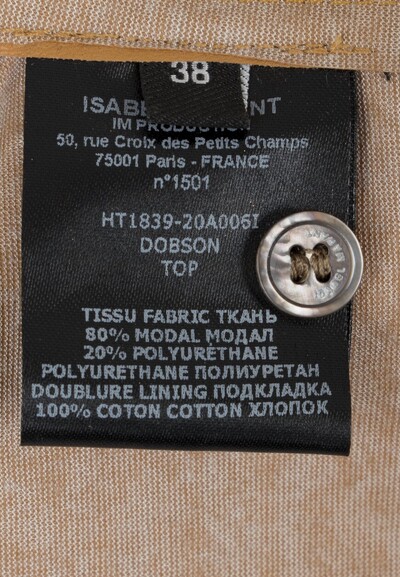 38
IM PRODUCTION
50, rue Croix des Petits Champs
75001 Paris - FRANCE
n°1501
HT1839-20A006I
DOBSON
TOP
TISSU FABRIC ТКАНЬ
80% MODAL МОДАЛ
20% POLYURETHANE
POLYURETHANE ПОЛИУРЕТАН
DOUBLURE LINING ПОДКЛАДКА
100% COTON COTTON ХЛОПОК